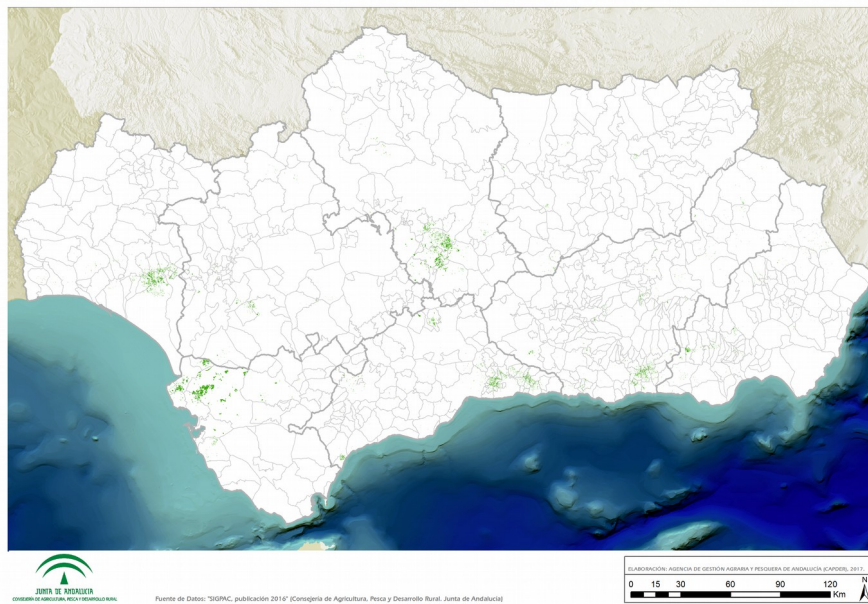 JUNTA DE ANDALUCIA
CONSEJERÍA DE AGRICULTURA, PESCA Y DESARROLLO RURAL
Fuente de Datos: "SIGPAC, publicación 2016" (Consejería de Agricultura, Pesca y Desarrollo Rural. Junta de Andalucía)
ELABORACIÓN: AGENCIA DE GESTIÓN AGRARIA Y PESQUERA DE ANDALUCÍA (CAPDER), 2017.
0 15 30 60 90 120
Km
N